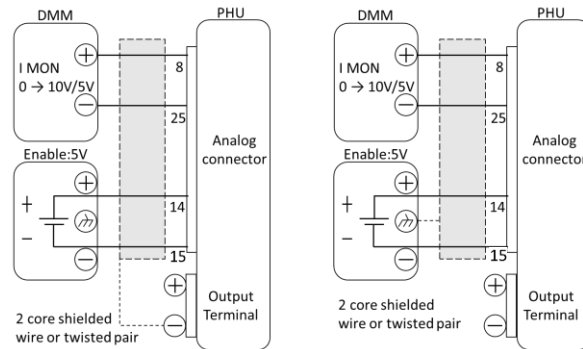 DMM
PHU
I MON
0 → 10V/5V
8
25
Enable:5V
Analog
connector
14
15
Output
Terminal
2 core shielded
wire or twisted pair
DMM
PHU
I MON
0 → 10V/5V
8
25
Enable:5V
Analog
connector
14
15
Output
Terminal
2 core shielded
wire or twisted pair